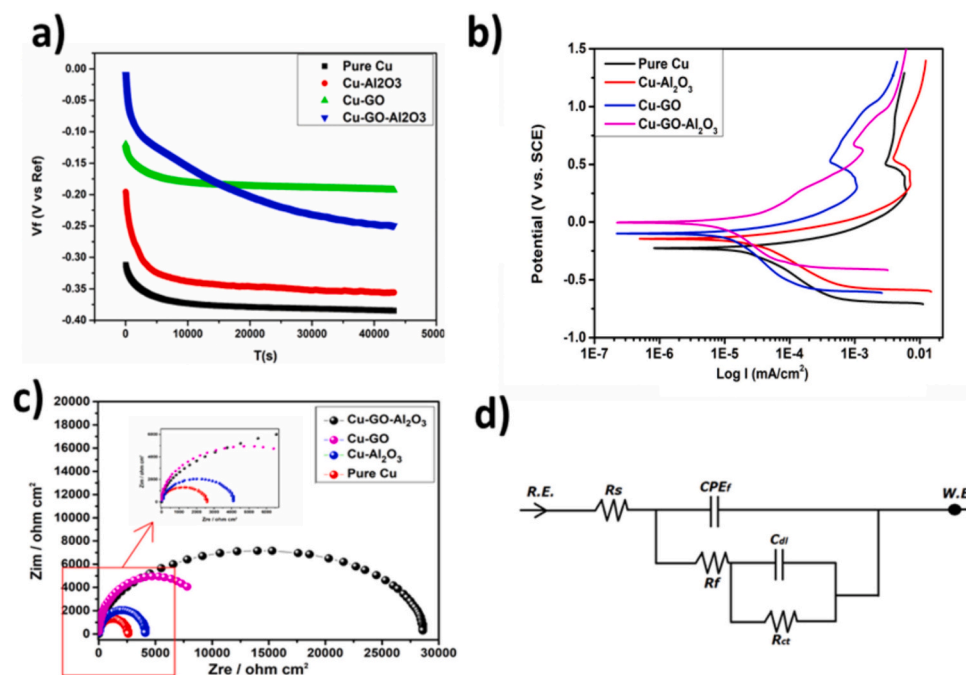 a)
0.00
-0.05
-0.10
-0.15
-0.20
-0.25
-0.30
-0.35
-0.40
Vf (V vs Ref)
Pure Cu
Cu-Al2O3
Cu-GO
Cu-GO-Al2O3
0 10000 20000 30000 40000 5000
T(s)
b)
1.5
1.0
0.5
0.0
-0.5
-1.0
Potential (V vs. SCE)
Pure Cu
Cu-Al₂O₃
Cu-GO
Cu-GO-Al₂O₃
1E-7 1E-6 1E-5 1E-4 1E-3 0.01
Log I (mA/cm²)
c)
20000
18000
16000
14000
12000
10000
8000
6000
4000
2000
0
Zim / ohm cm²
Cu-GO-Al₂O₃
Cu-GO
Cu-Al₂O₃
Pure Cu
Zre / ohm cm²
0 5000 10000 15000 20000 25000 30000
Zre / ohm cm²
d)
R.E.
Rs
CPEf
W.E
Cdl
Rf
Rct